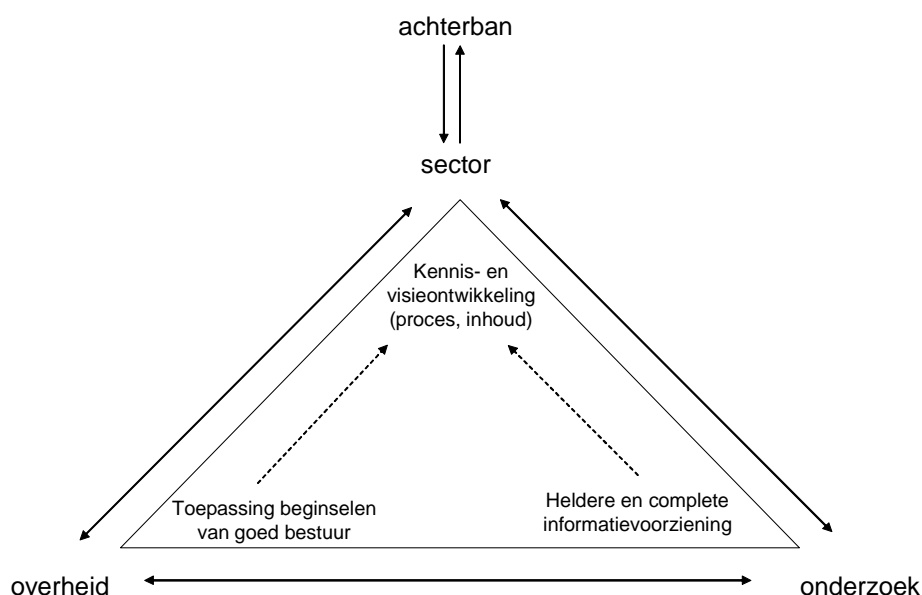 achterban
sector
Kennis- en
visieontwikkeling
(proces, inhoud)
Toepassing beginselen
van goed bestuur
Heldere en complete
informatievoorziening
overheid
onderzoek